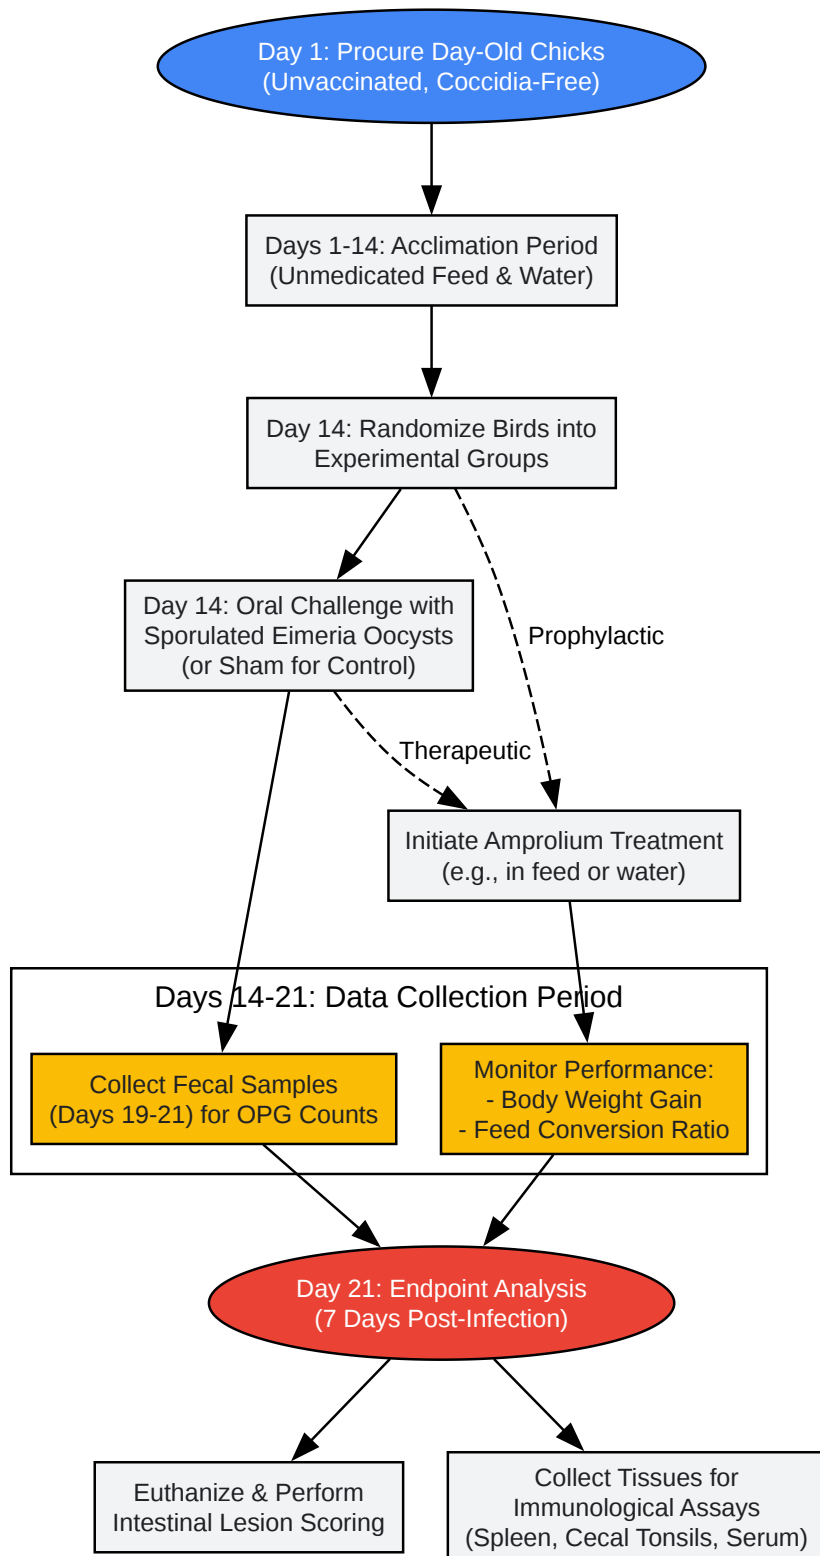 Day 1: Procure Day-Old Chicks
(Unvaccinated, Coccidia-Free)
Days 1-14: Acclimation Period
(Unmedicated Feed & Water)
Day 14: Randomize Birds into
Experimental Groups
Day 14: Oral Challenge with
Sporulated Eimeria Oocysts
(or Sham for Control)
Prophylactic
Therapeutic
Initiate Amprolium Treatment
(e.g., in feed or water)
Days 14-21: Data Collection Period
Collect Fecal Samples
(Days 19-21) for OPG Counts
Monitor Performance:
- Body Weight Gain
- Feed Conversion Ratio
Day 21: Endpoint Analysis
(7 Days Post-Infection)
Euthanize & Perform
Intestinal Lesion Scoring
Collect Tissues for
Immunological Assays
(Spleen, Cecal Tonsils, Serum)